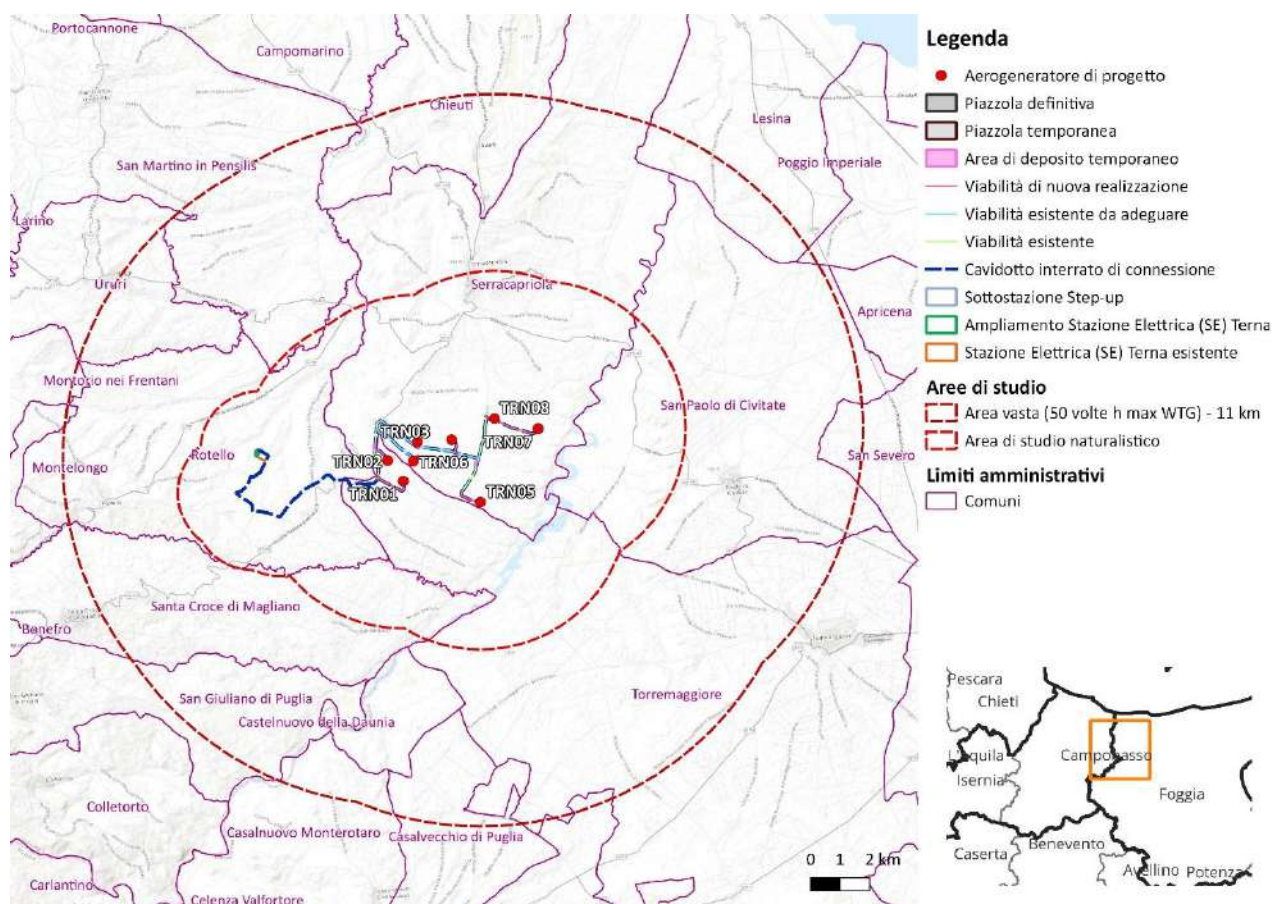 Portocannone
Campomarino
Chieuti
Lesina
Poggio Imperiale
San Martino in Pensilis
Larino
Ururi
Serracapriola
Apricena
Montorio nei Frentani
San Paolo di Civitate
TRN08
TRN03
TRN07
Montelongo
Rotello
TRN02
TRN06
San Severo
TRN01
TRN05
Santa Croce di Magliano
Bonefro
San Giuliano di Puglia
Torremaggiore
Castelnuovo della Daunia
Colletorto
Casalnuovo Monterotaro
Casalvecchio di Puglia
Carlantino
Celenza Valfortore
0 1 2 km
Legenda
Aerogeneratore di progetto
Piazzola definitiva
Piazzola temporanea
Area di deposito temporaneo
Viabilità di nuova realizzazione
Viabilità esistente da adeguare
Viabilità esistente
Cavidotto interrato di connessione
Sottostazione Step-up
Ampliamento Stazione Elettrica (SE) Terna
Stazione Elettrica (SE) Terna esistente
Aree di studio
Area vasta (50 volte h max WTG) - 11 km
Area di studio naturalistico
Limiti amministrativi
Comuni
Pescara
Chieti
L'Aquila
Campobasso
Isernia
Foggia
Benevento
Caserta
Avellino
Potenza